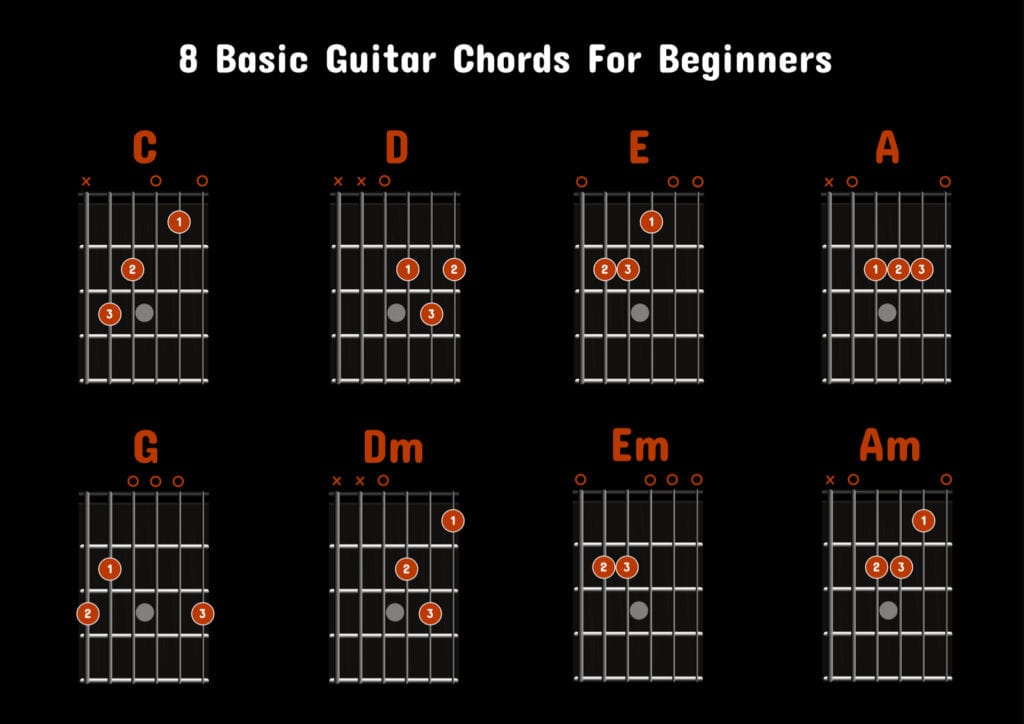 8 Basic Guitar Chords For Beginners
C D E A
x o o x x o o o o x o o
1 1
2 1 2 2 3 1 2 3
3 3
G Dm Em Am
o o o x x o o o o o x o o
1 1
1 2 2 3 2 3
2 3 3